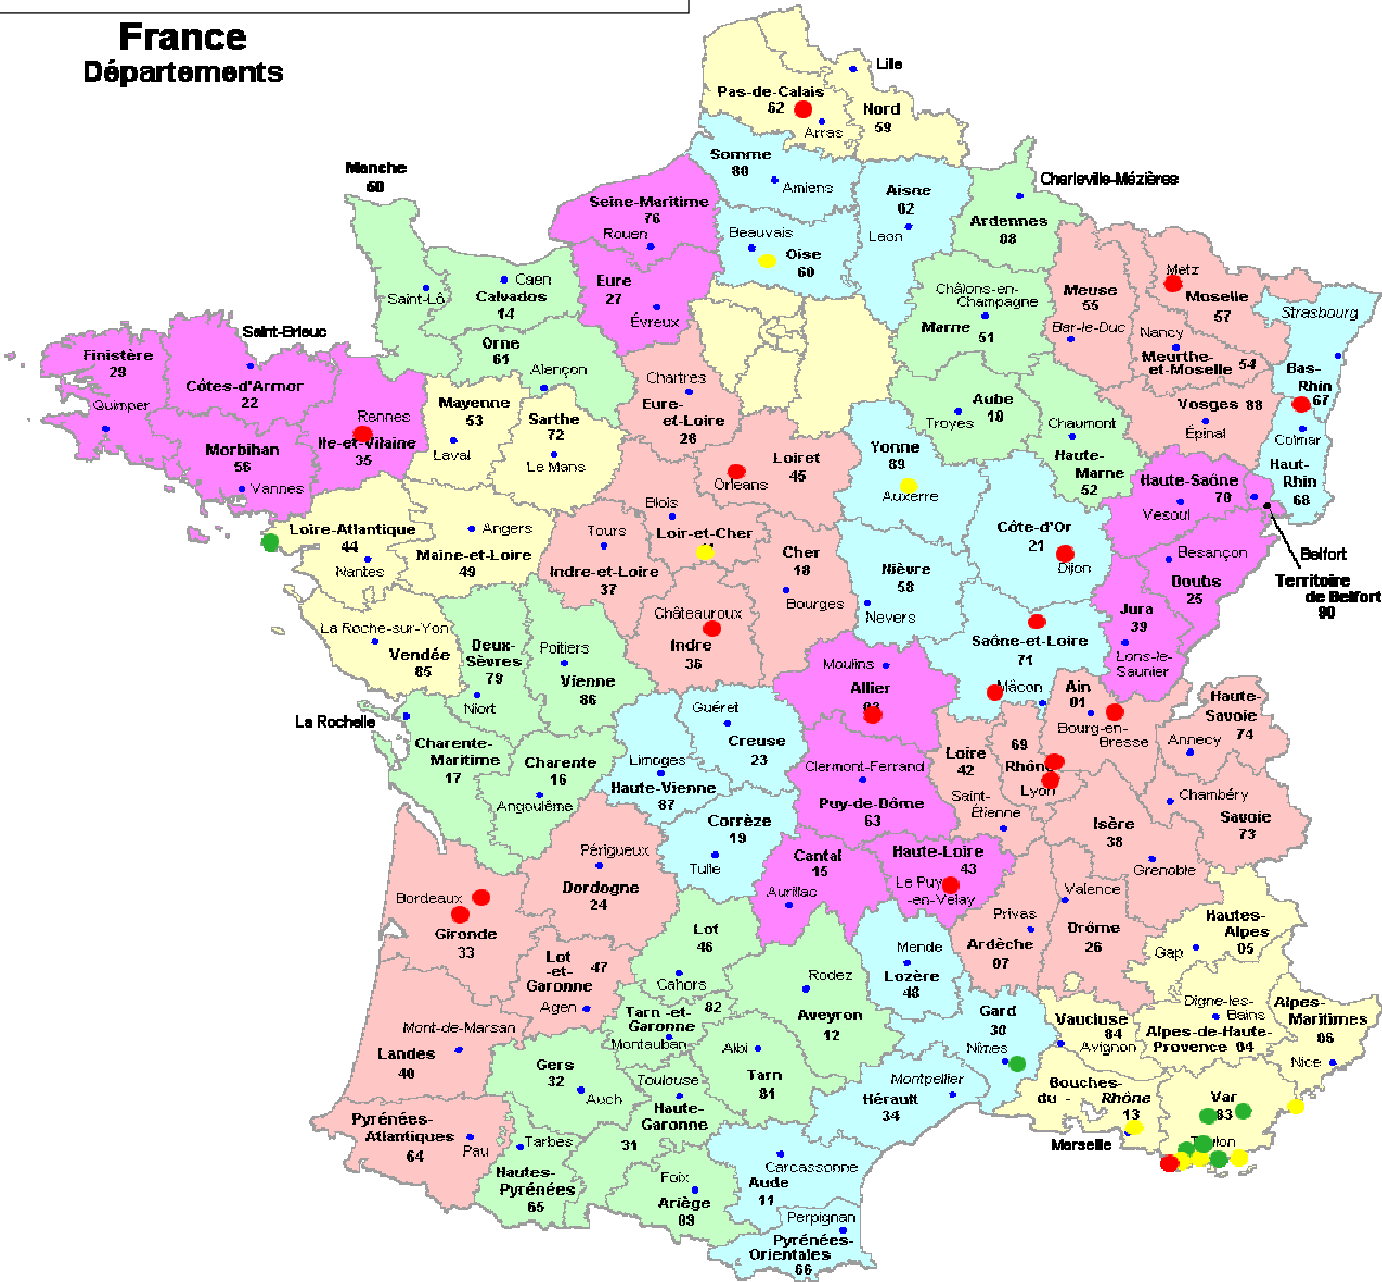 France
Départements
Lille
Pas-de-Calais
62
Nord
59
Arras
Somme
80
Amiens
Manche
50
Charleville-Mézières
Aisne
62
Laon
Ardennes
08
Seine-Maritime
76
Rouen
Beauvais
Oise
60
Metz
Moselle
57
Saint-Lô
Caen
Calvados
14
Eure
27
Évreux
Châlons-en-
Champagne
Marne
51
Meuse
55
Bar-le-Duc
Nancy
Meurthe-
et-Moselle 54
Strasbourg
Bas-
Rhin
67
Saint-Brieuc
Finistère
29
Quimper
Côtes-d'Armor
22
Orne
61
Alençon
Chartres
Eure-
et-Loire
28
Aube
10
Troyes
Chaumont
Haute-
Marne
52
Vosges 88
Épinal
Colmar
Haut-
Rhin
68
Rennes
Ile-et-Vilaine
35
Mayenne
53
Laval
Sarthe
72
Le Mans
Morbihan
56
Vannes
Loiret
45
Orléans
Yonne
89
Auxerre
Haute-Saône
70
Vesoul
Loire-Atlantique
44
Nantes
Angers
Maine-et-Loire
49
Blois
Loir-et-Cher
Tours
Indre-et-Loire
37
Cher
18
Bourges
Côte-d'Or
21
Dijon
Nièvre
58
Nevers
Besançon
Doubs
25
Belfort
Territoire
de Belfort
90
Jura
39
Lons-le-
Saunier
La Roche-sur-Yon
Vendée
85
Deux-
Sèvres
79
Niort
Poitiers
Vienne
86
Châteauroux
Indre
36
Saône-et-Loire
71
Mâcon
Moulins
Allier
03
La Rochelle
Charente-
Maritime
17
Charente
16
Angoulême
Guéret
Creuse
23
Limoges
Haute-Vienne
87
Ain
01
Bourg-en-
Bresse
Haute-
Savoie
74
Annecy
Clermont-Ferrand
Puy-de-Dôme
63
Loire
42
Saint-
Étienne
69
Rhône
Lyon
Chambéry
Savoie
73
Isère
38
Grenoble
Corrèze
19
Tulle
Périgueux
Dordogne
24
Cantal
15
Aurillac
Haute-Loire
43
Le Puy
-en-Velay
Bordeaux
Gironde
33
Valence
Drôme
26
Privas
Ardèche
07
Hautes-
Alpes
05
Gap
Lot
46
Cahors
Lot
-et-
Garonne
47
Agen
Mende
Lozère
48
Rodez
Aveyron
12
Tarn -et-
Garonne
82
Montauban
Gard
30
Nîmes
Vaucluse
84
Avignon
Digne-les-
Bains
Alpes-de-Haute-
Provence 04
Alpes-
Maritimes
06
Nice
Mont-de-Marsan
Landes
40
Gers
32
Auch
Albi
Tarn
81
Toulouse
Haute-
Garonne
31
Montpellier
Hérault
34
Bouches-
du -
Rhône
13
Marseille
Var
83
Toulon
Pyrénées-
Atlantiques
64
Pau
Tarbes
Hautes-
Pyrénées
65
Foix
Ariège
09
Carcassonne
Aude
11
Perpignan
Pyrénées-
Orientales
66